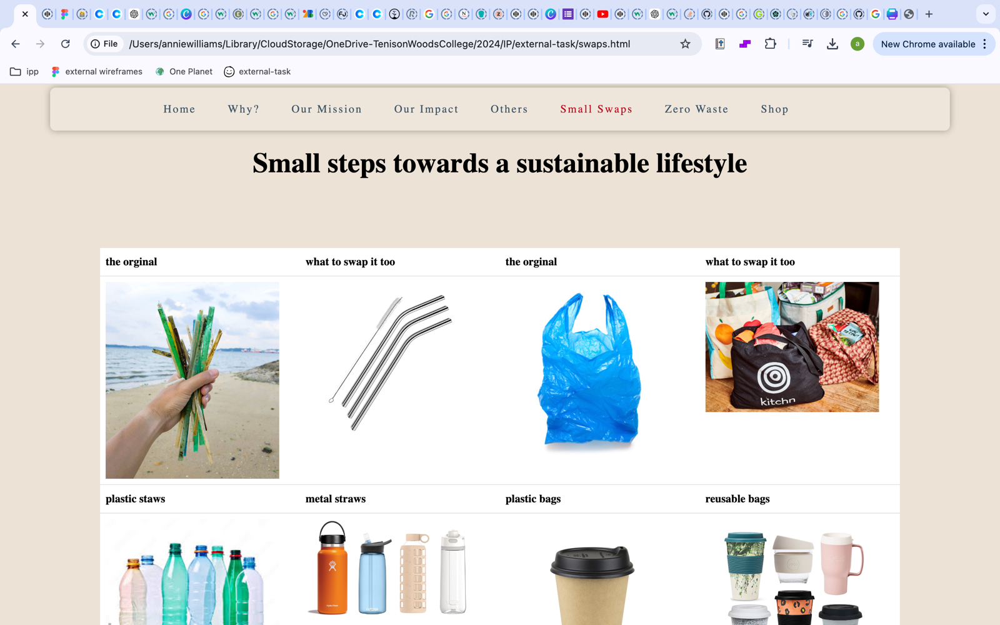 File /Users/anniewilliams/Library/CloudStorage/OneDrive-TenisonWoodsCollege/2024/IP/external-task/swaps.html a New Chrome available
ipp external wireframes One Planet external-task
Home Why? Our Mission Our Impact Others Small Swaps Zero Waste Shop
Small steps towards a sustainable lifestyle
the orginal what to swap it too the orginal what to swap it too
kitchn
plastic staws metal straws plastic bags reusable bags